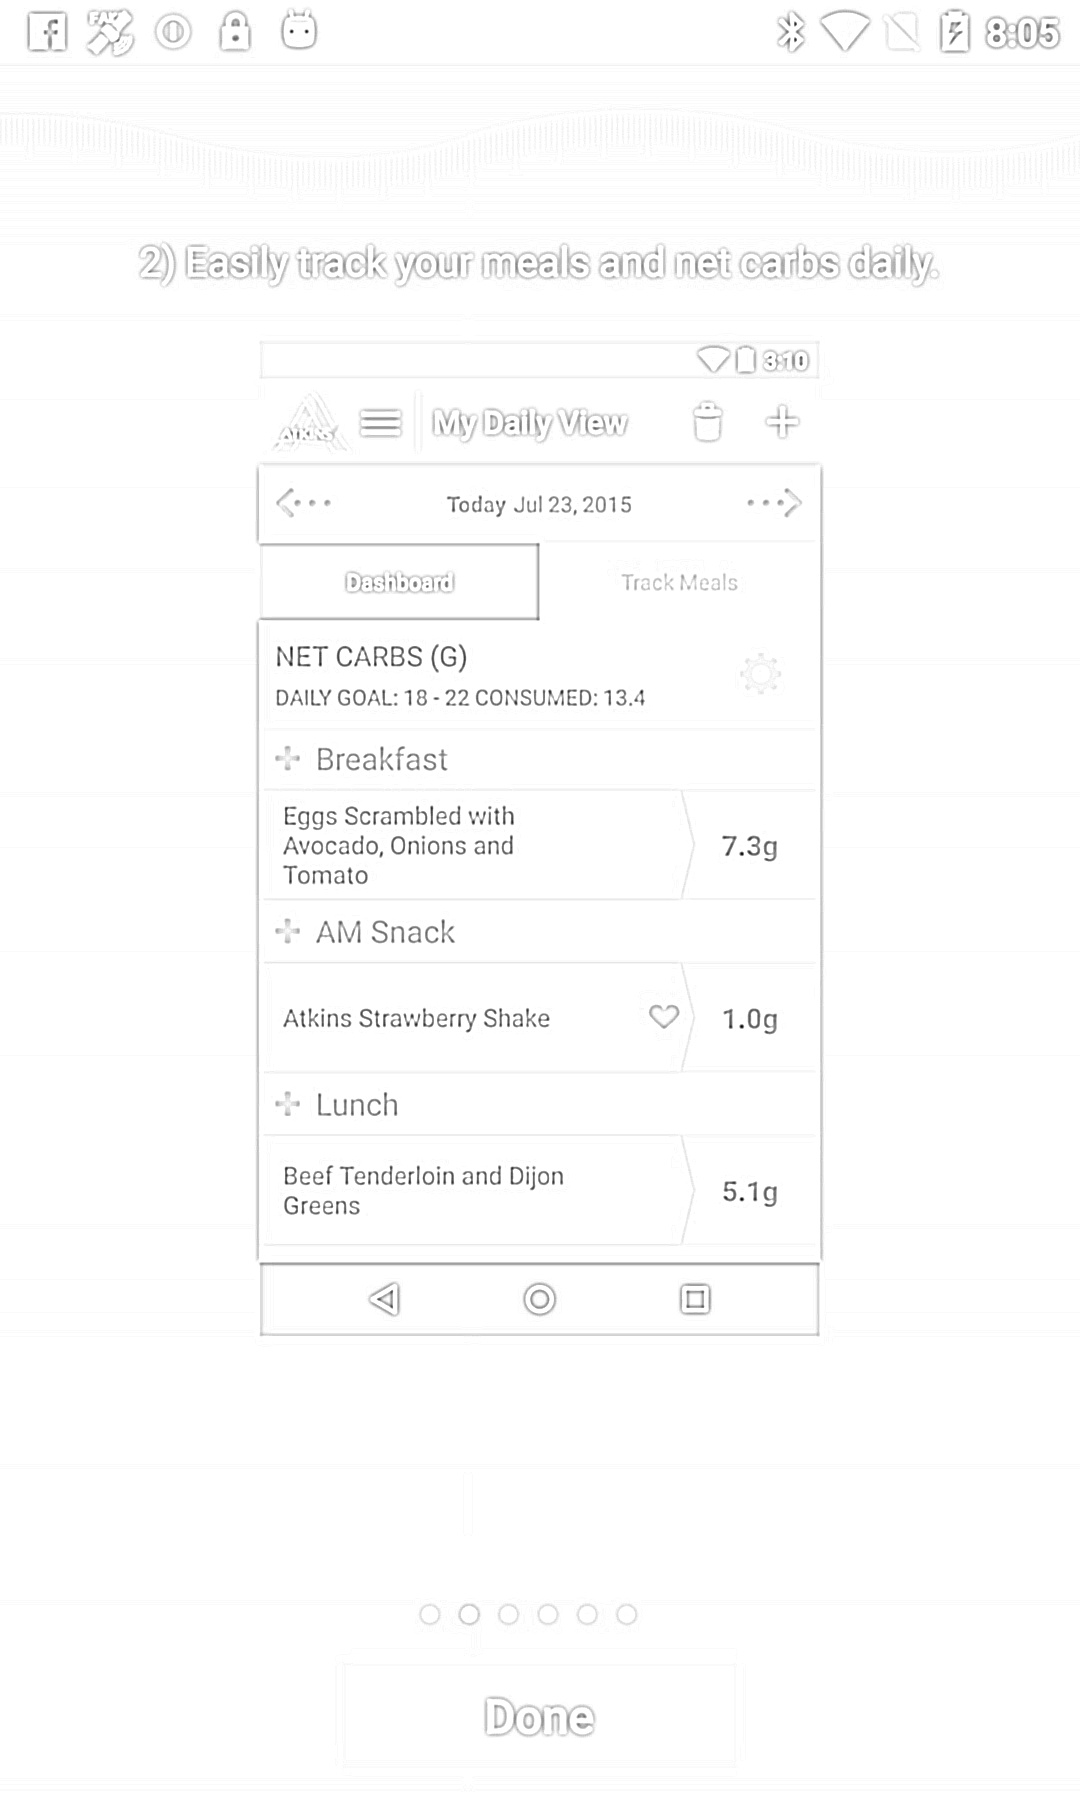 FAV
8:05
2) Easily track your meals and net carbs daily.
3:10
Atkins
My Daily View
Today Jul 23, 2015
Dashboard
Track Meals
NET CARBS (G)
DAILY GOAL: 18 - 22 CONSUMED: 13.4
Breakfast
Eggs Scrambled with
Avocado, Onions and
Tomato
7.3g
AM Snack
Atkins Strawberry Shake
1.0g
Lunch
Beef Tenderloin and Dijon
Greens
5.1g
Done